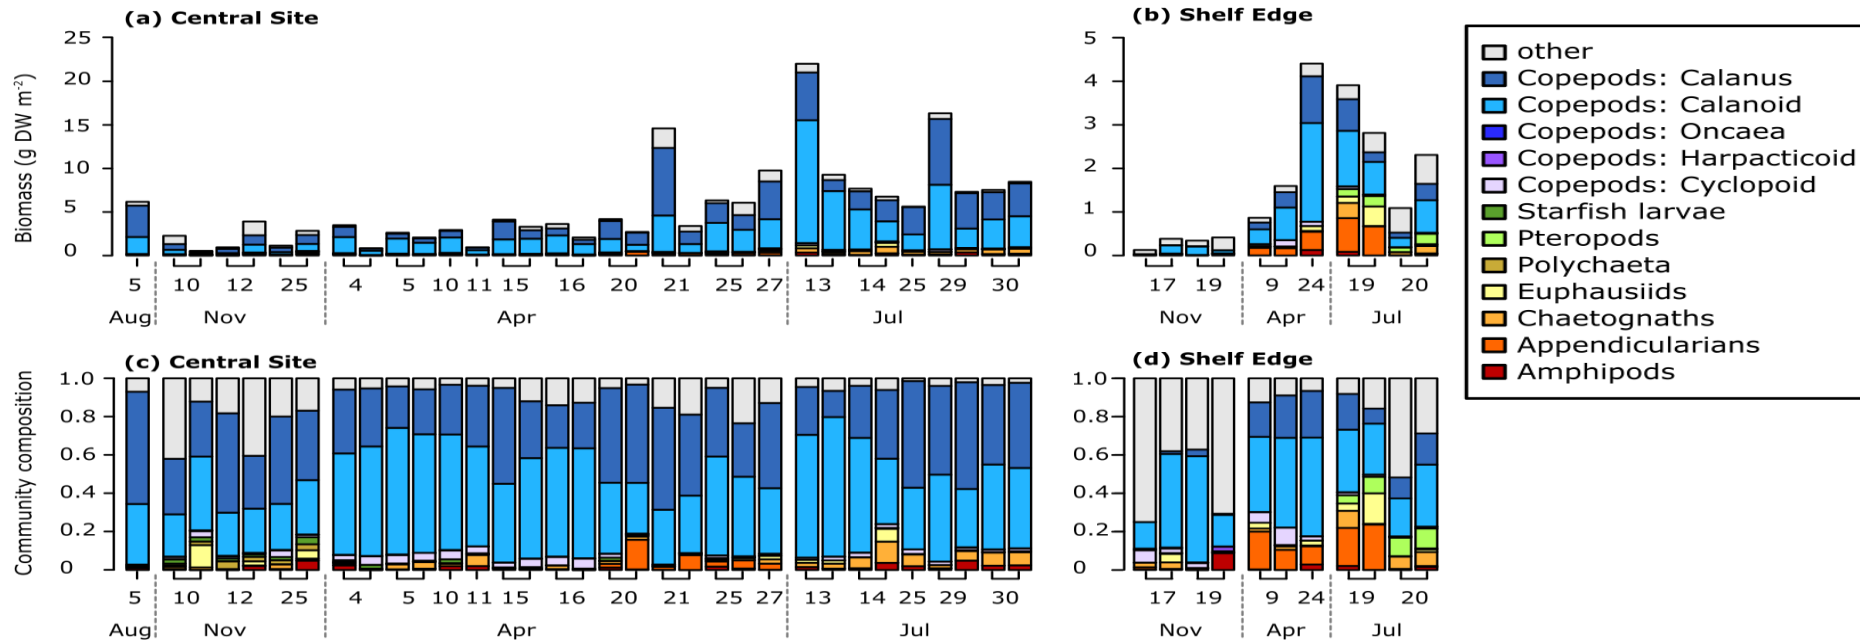 (a) Central Site
(b) Shelf Edge
Biomass (g DW m⁻²)
25
20
15
10
5
0
5
4
3
2
1
0
5 10 12 25 4 5 10 11 15 16 20 21 25 27 13 14 25 29 30
Aug Nov Apr Jul
17 19 9 24 19 20
Nov Apr Jul
other
Copepods: Calanus
Copepods: Calanoid
Copepods: Oncaea
Copepods: Harpacticoid
Copepods: Cyclopoid
Starfish larvae
Pteropods
Polychaeta
Euphausiids
Chaetognaths
Appendicularians
Amphipods
(c) Central Site
(d) Shelf Edge
Community composition
1.0
0.8
0.6
0.4
0.2
0
1.0
0.8
0.6
0.4
0.2
0
5 10 12 25 4 5 10 11 15 16 20 21 25 27 13 14 25 29 30
Aug Nov Apr Jul
17 19 9 24 19 20
Nov Apr Jul